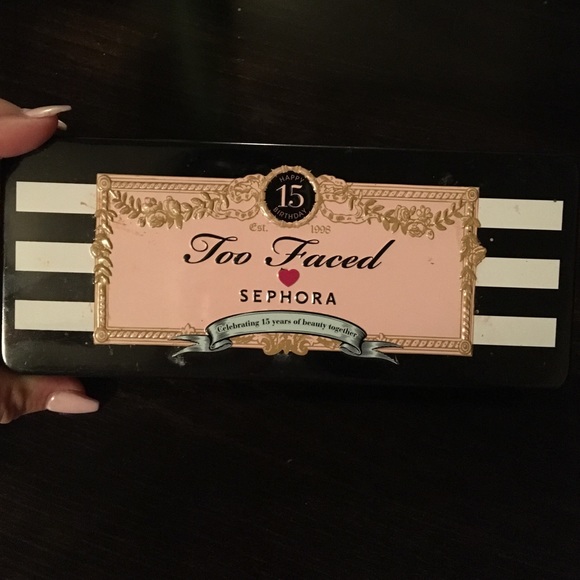 HAPPY
15
BIRTHDAY
Est. 1998
Too Faced
SEPHORA
Celebrating 15 years of beauty together